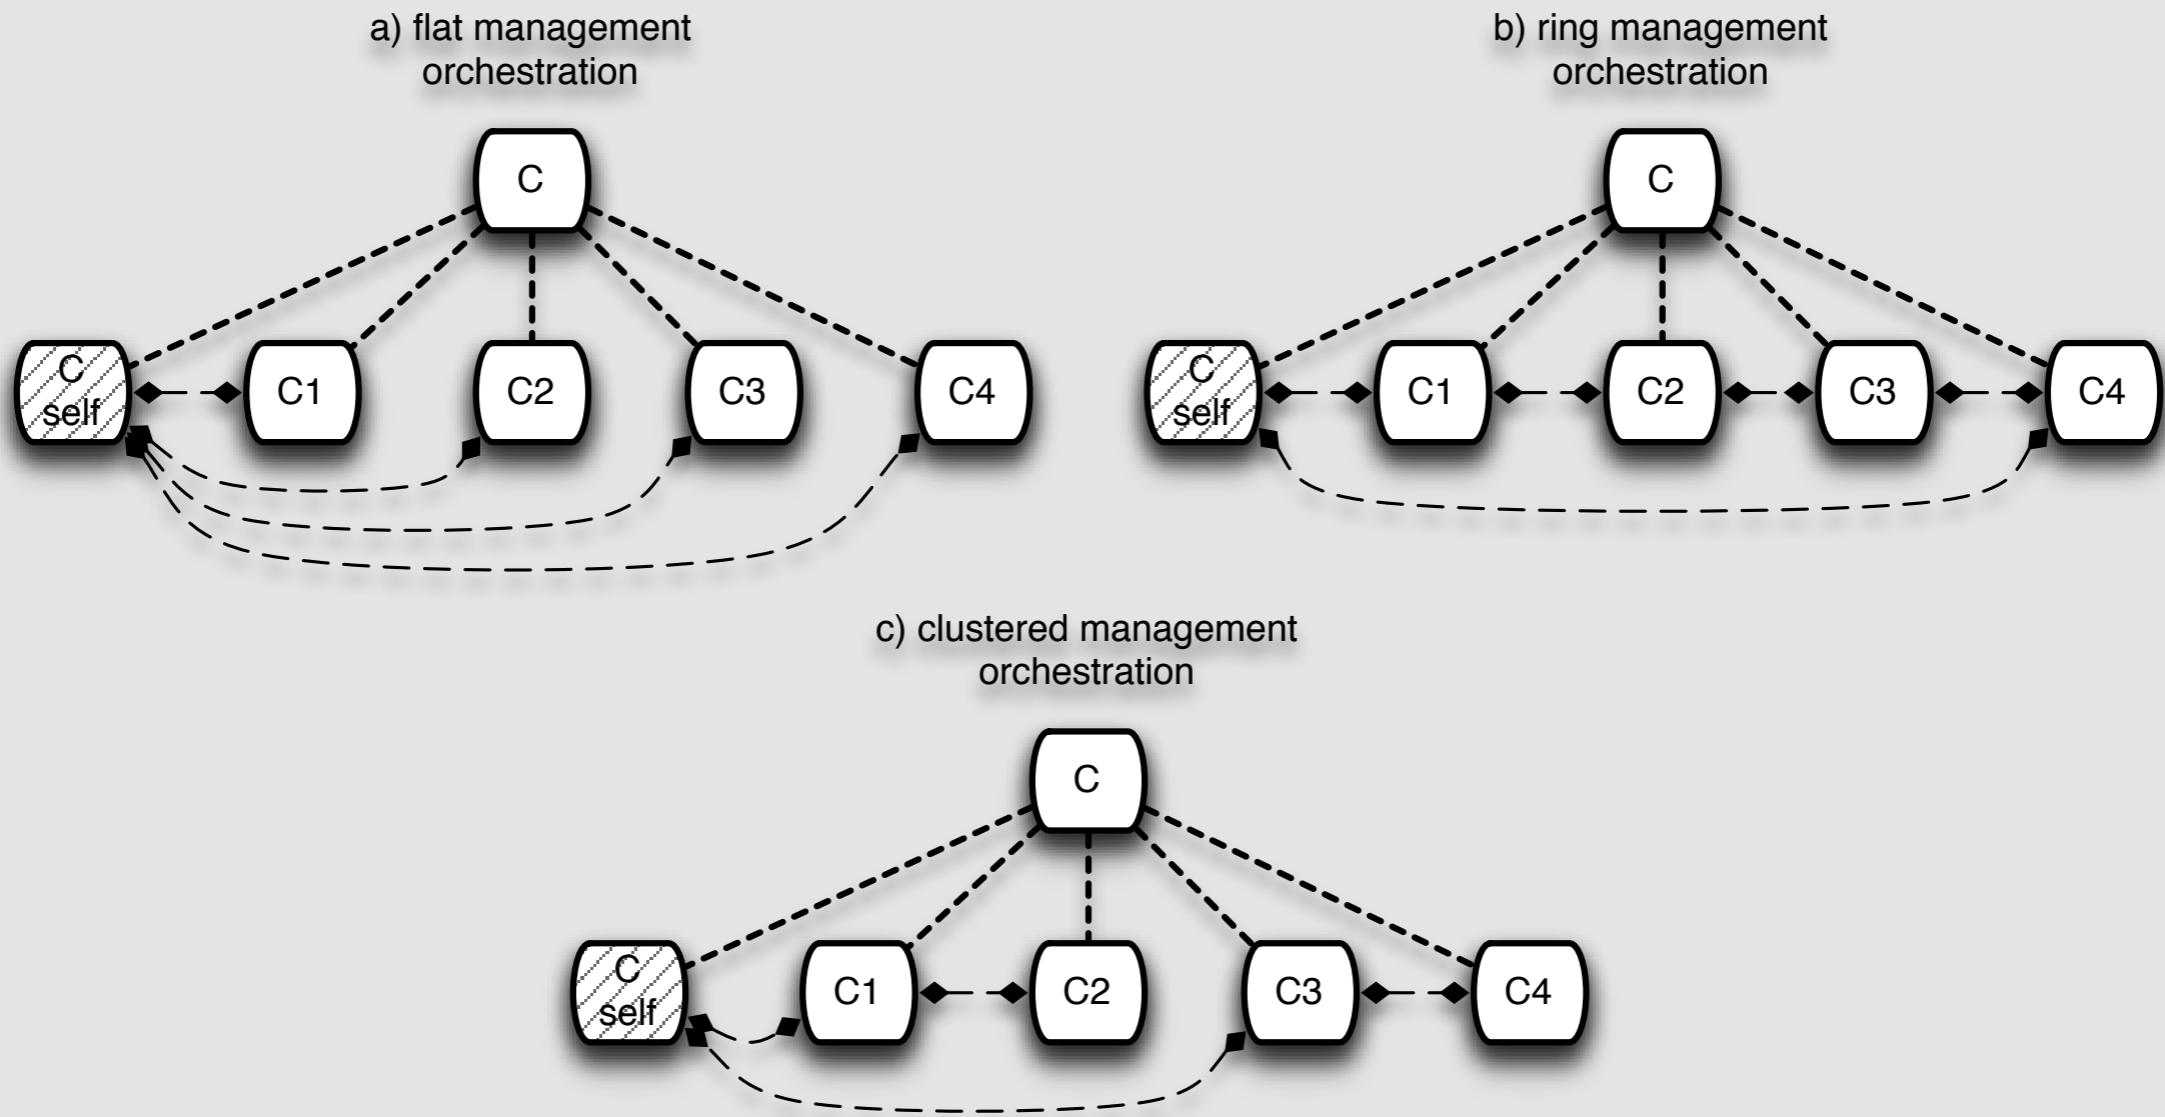 a) flat management
orchestration
b) ring management
orchestration
C
C
C
self
C1
C2
C3
C4
C
self
C1
C2
C3
C4
c) clustered management
orchestration
C
C
self
C1
C2
C3
C4